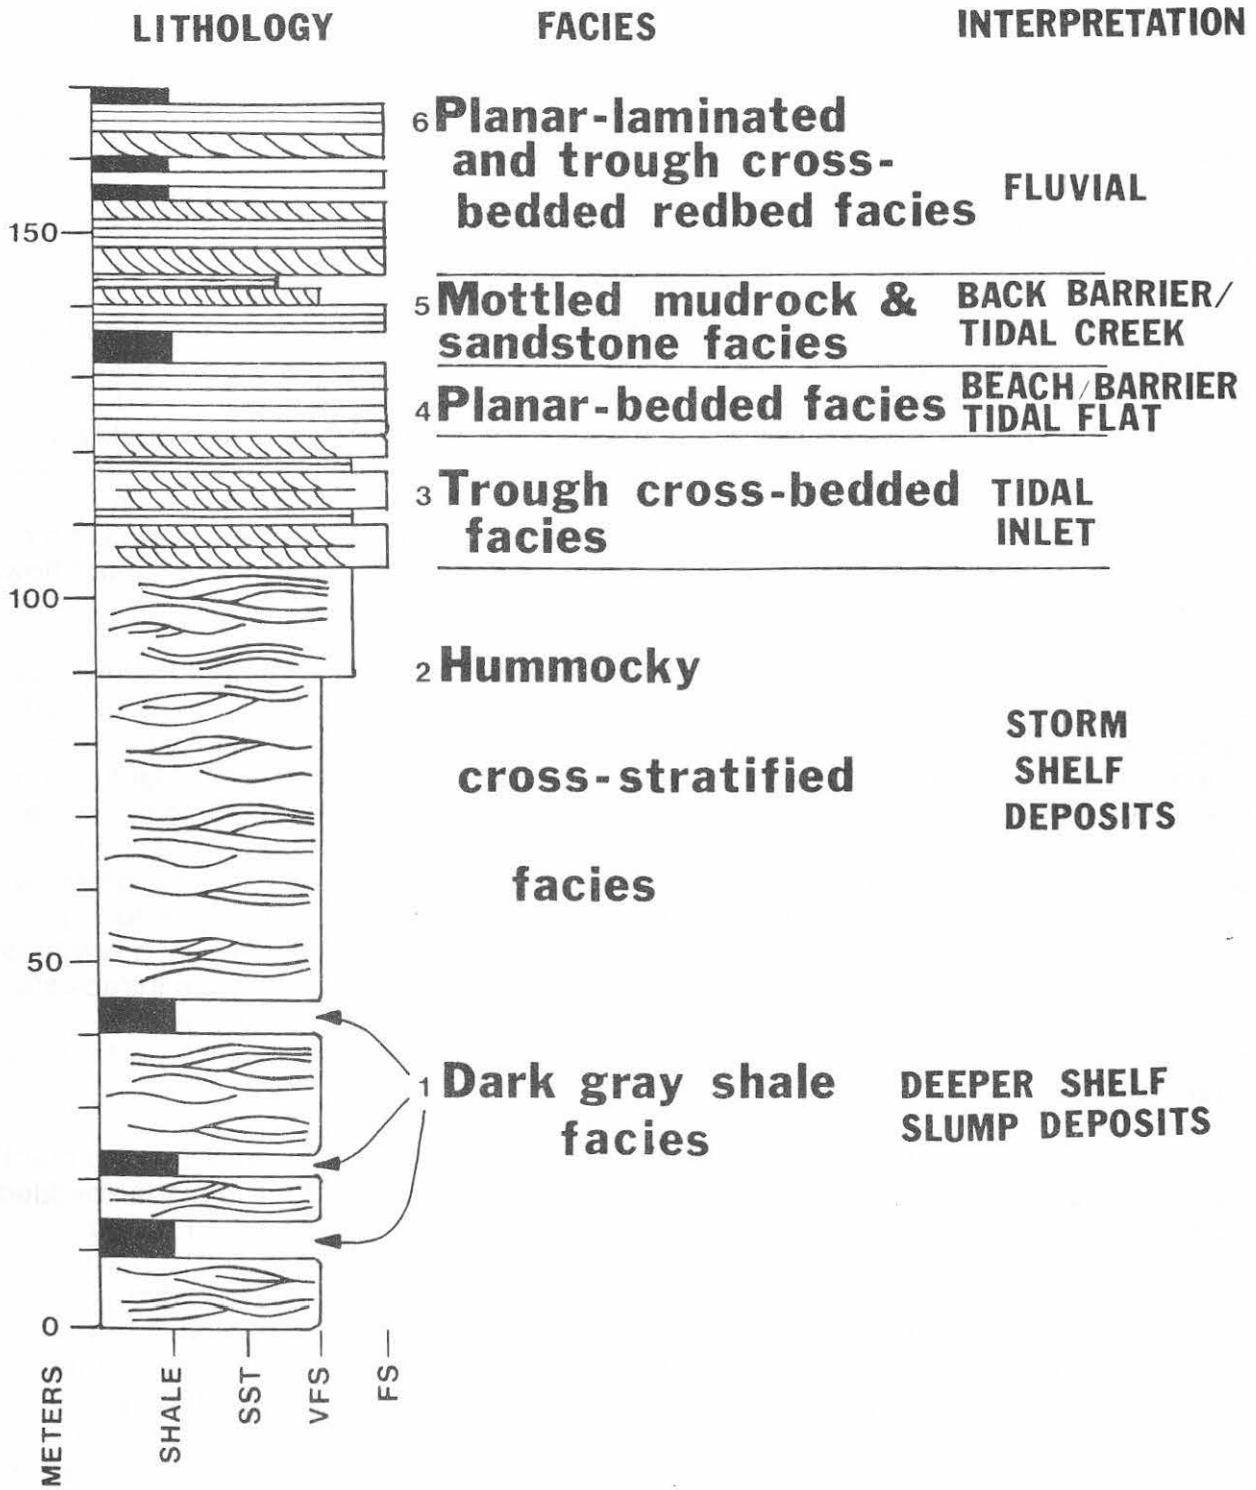 LITHOLOGY FACIES INTERPRETATION
6 Planar-laminated
and trough cross-
bedded redbed facies
FLUVIAL
150
5 Mottled mudrock &
sandstone facies
BACK BARRIER/
TIDAL CREEK
4 Planar-bedded facies
BEACH/BARRIER
TIDAL FLAT
3 Trough cross-bedded
facies
TIDAL
INLET
100
2 Hummocky
cross-stratified
facies
STORM
SHELF
DEPOSITS
50
1 Dark gray shale
facies
DEEPER SHELF
SLUMP DEPOSITS
0
METERS
SHALE
SST
VFS
FS